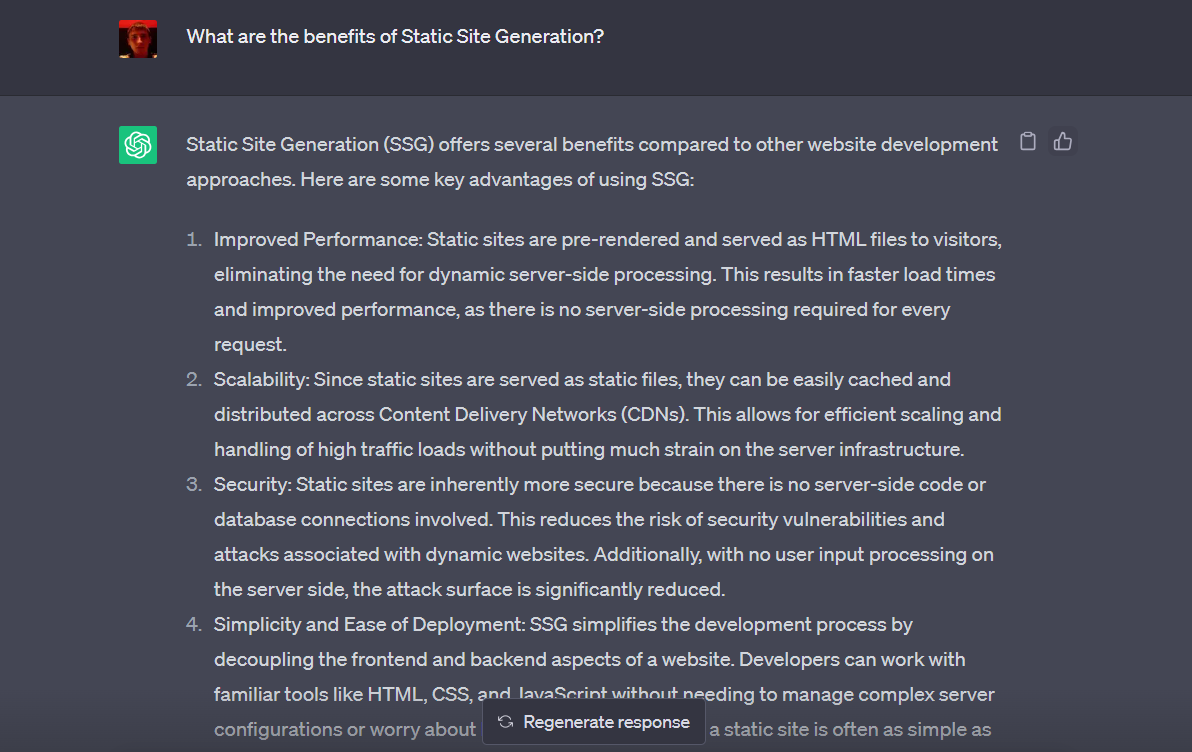 What are the benefits of Static Site Generation?
Static Site Generation (SSG) offers several benefits compared to other website development
approaches. Here are some key advantages of using SSG:
1. Improved Performance: Static sites are pre-rendered and served as HTML files to visitors,
eliminating the need for dynamic server-side processing. This results in faster load times
and improved performance, as there is no server-side processing required for every
request.
2. Scalability: Since static sites are served as static files, they can be easily cached and
distributed across Content Delivery Networks (CDNs). This allows for efficient scaling and
handling of high traffic loads without putting much strain on the server infrastructure.
3. Security: Static sites are inherently more secure because there is no server-side code or
database connections involved. This reduces the risk of security vulnerabilities and
attacks associated with dynamic websites. Additionally, with no user input processing on
the server side, the attack surface is significantly reduced.
4. Simplicity and Ease of Deployment: SSG simplifies the development process by
decoupling the frontend and backend aspects of a website. Developers can work with
familiar tools like HTML, CSS, and JavaScript without needing to manage complex server
configurations or worry about a static site is often as simple as
Regenerate response